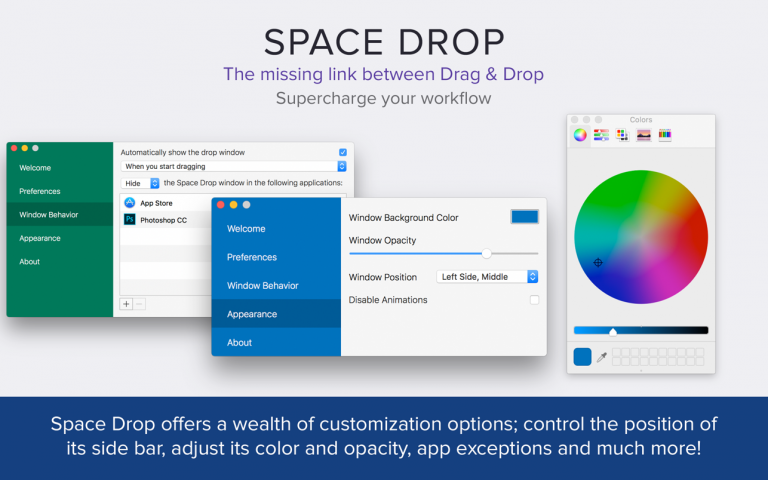 SPACE DROP
The missing link between Drag & Drop
Supercharge your workflow
Colors
Welcome
Preferences
Window Behavior
Appearance
About
Automatically show the drop window
When you start dragging
Hide the Space Drop window in the following applications:
App Store
Ps Photoshop CC
+ −
Welcome
Preferences
Window Behavior
Appearance
About
Window Background Color
Window Opacity
Window Position Left Side, Middle
Disable Animations
Space Drop offers a wealth of customization options; control the position of
its side bar, adjust its color and opacity, app exceptions and much more!